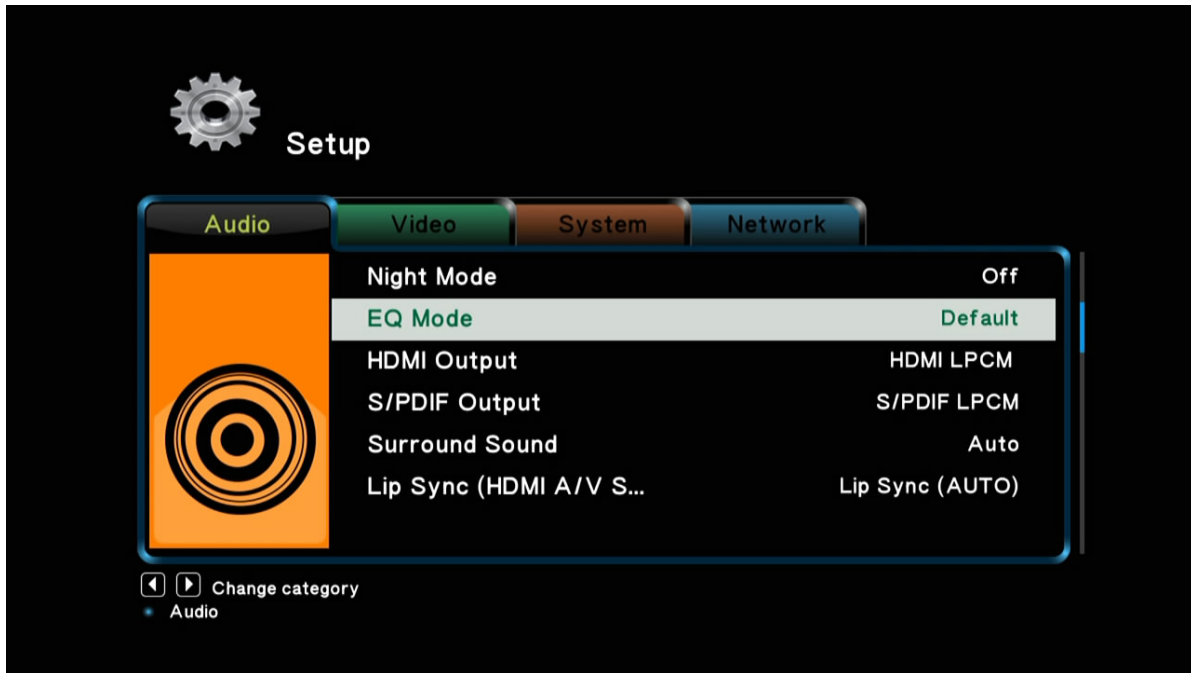 Setup
Audio Video System Network
Night Mode Off
EQ Mode Default
HDMI Output HDMI LPCM
S/PDIF Output S/PDIF LPCM
Surround Sound Auto
Lip Sync (HDMI A/V S... Lip Sync (AUTO)
Change category
Audio